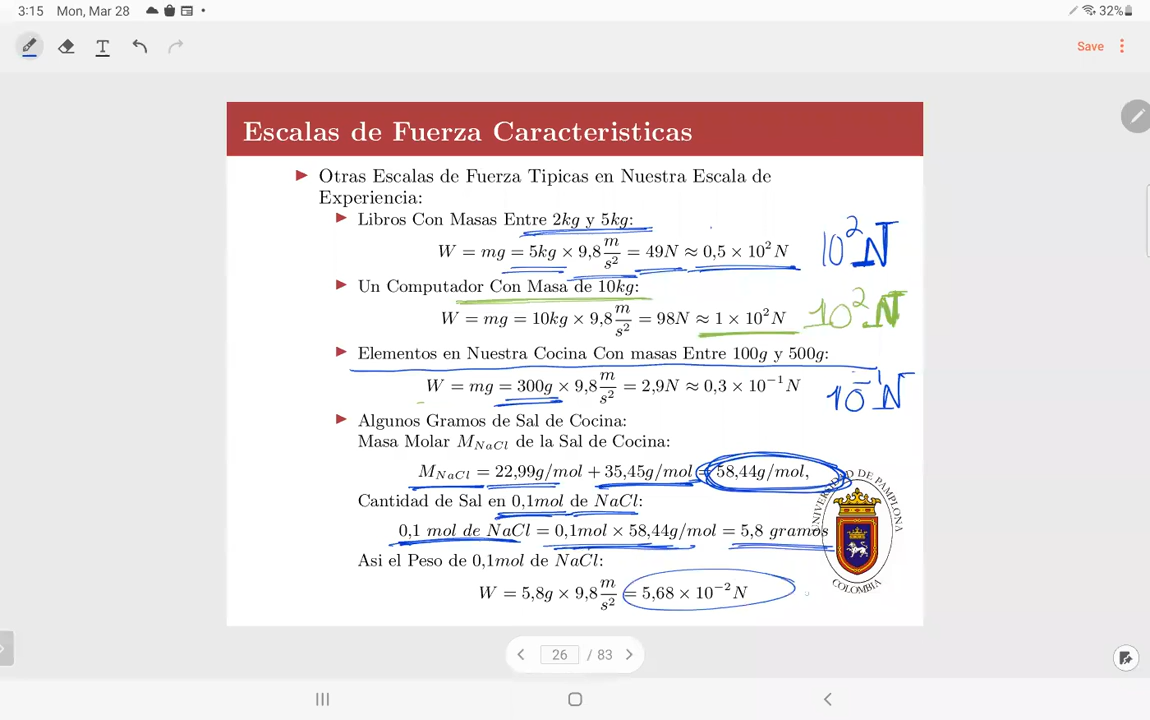 3:15 Mon, Mar 28 32%
T Save
Escalas de Fuerza Caracteristicas
Otras Escalas de Fuerza Tipicas en Nuestra Escala de
Experiencia:
Libros Con Masas Entre 2kg y 5kg:
W = mg = 5kg × 9,8 m/s² = 49N ≈ 0,5 × 10² N 10² N
Un Computador Con Masa de 10kg:
W = mg = 10kg × 9,8 m/s² = 98N ≈ 1 × 10² N 10² N
Elementos en Nuestra Cocina Con masas Entre 100g y 500g:
W = mg = 300g × 9,8 m/s² = 2,9N ≈ 0,3 × 10⁻¹ N 10⁻¹ N
Algunos Gramos de Sal de Cocina:
Masa Molar M_NaCl de la Sal de Cocina:
M_NaCl = 22,99g/mol + 35,45g/mol = 58,44g/mol,
Cantidad de Sal en 0,1mol de NaCl:
0,1 mol de NaCl = 0,1mol × 58,44g/mol = 5,8 gramos
Asi el Peso de 0,1mol de NaCl:
W = 5,8g × 9,8 m/s² = 5,68 × 10⁻² N
UNIVERSIDAD DE PAMPLONA
COLOMBIA
26 / 83